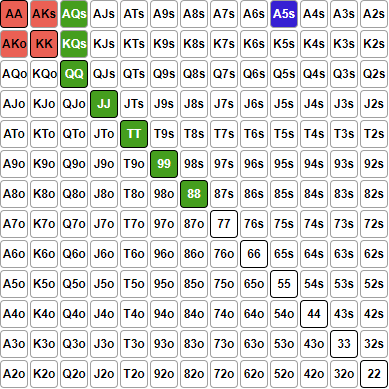 AA AKs AQs AJs ATs A9s A8s A7s A6s A5s A4s A3s A2s
AKo KK KQs KJs KTs K9s K8s K7s K6s K5s K4s K3s K2s
AQo KQo QQ QJs QTs Q9s Q8s Q7s Q6s Q5s Q4s Q3s Q2s
AJo KJo QJo JJ JTs J9s J8s J7s J6s J5s J4s J3s J2s
ATo KTo QTo JTo TT T9s T8s T7s T6s T5s T4s T3s T2s
A9o K9o Q9o J9o T9o 99 98s 97s 96s 95s 94s 93s 92s
A8o K8o Q8o J8o T8o 98o 88 87s 86s 85s 84s 83s 82s
A7o K7o Q7o J7o T7o 97o 87o 77 76s 75s 74s 73s 72s
A6o K6o Q6o J6o T6o 96o 86o 76o 66 65s 64s 63s 62s
A5o K5o Q5o J5o T5o 95o 85o 75o 65o 55 54s 53s 52s
A4o K4o Q4o J4o T4o 94o 84o 74o 64o 54o 44 43s 42s
A3o K3o Q3o J3o T3o 93o 83o 73o 63o 53o 43o 33 32s
A2o K2o Q2o J2o T2o 92o 82o 72o 62o 52o 42o 32o 22